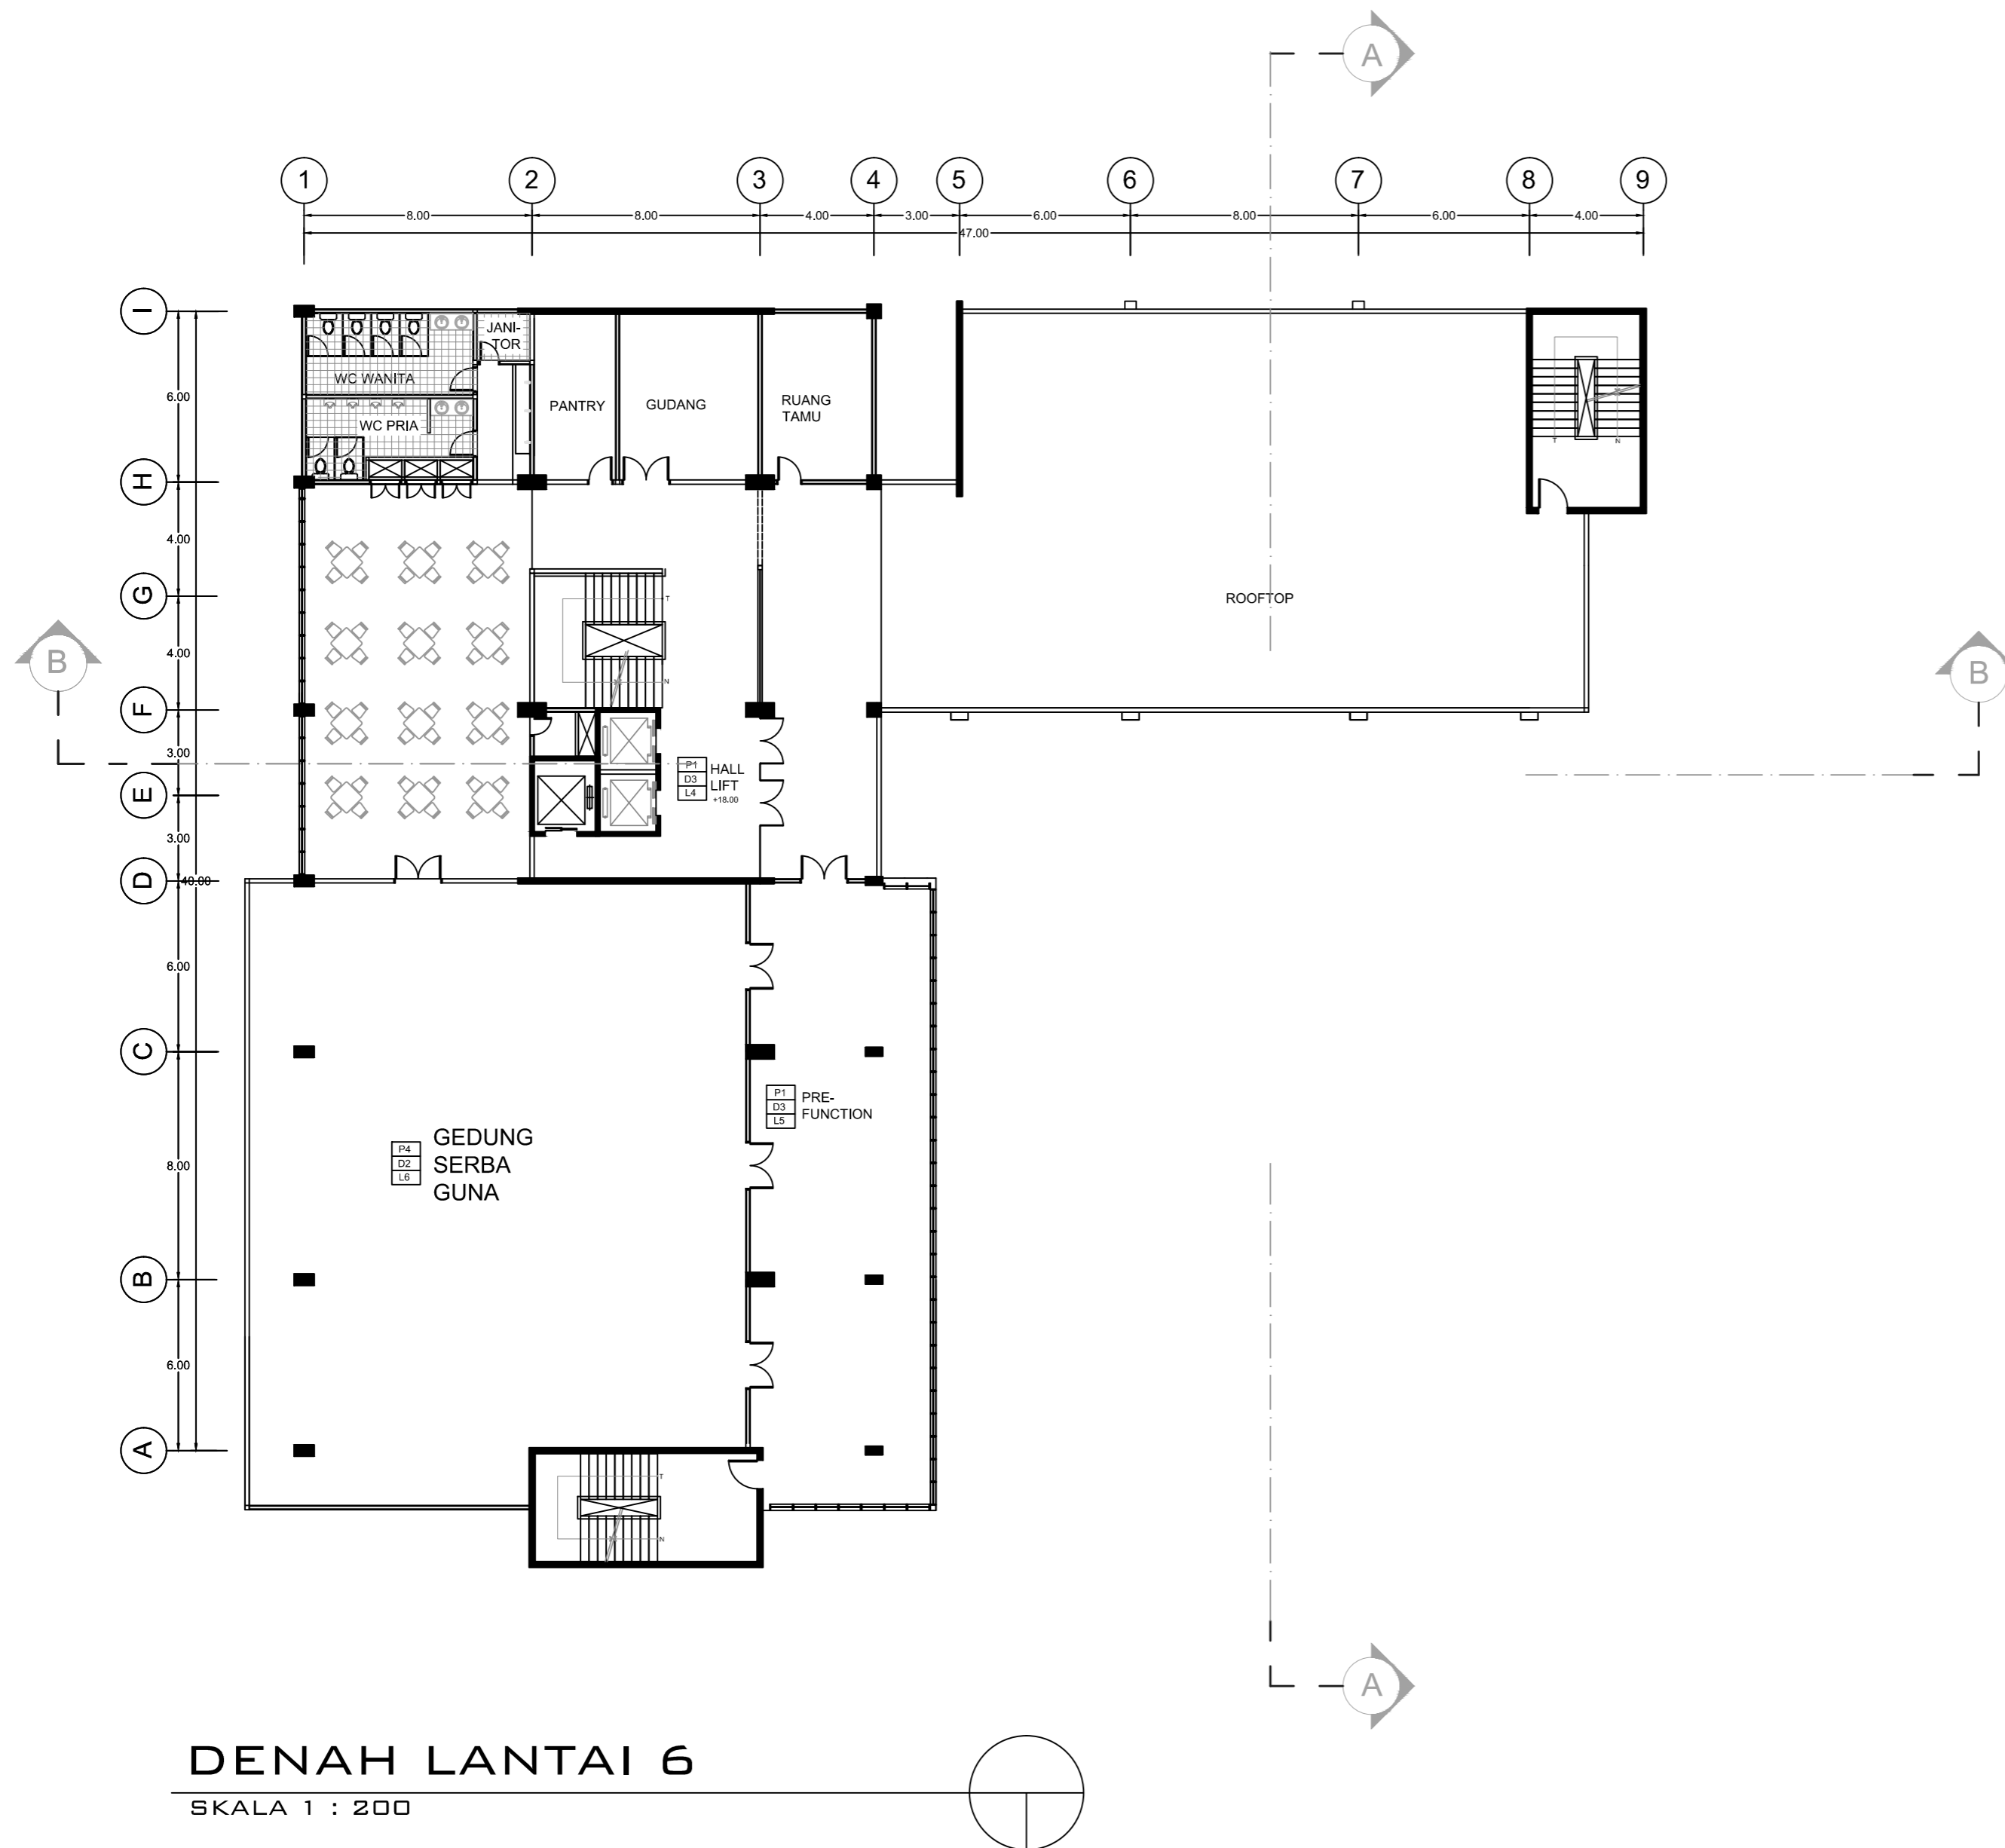 A
1 2 3 4 5 6 7 8 9
8.00 8.00 4.00 3.00 6.00 8.00 6.00 4.00
47.00
I
H
G
F
E
D
C
B
A
6.00
4.00
4.00
3.00
3.00
6.00
8.00
6.00
40.00
JANI-
TOR
WC WANITA
WC PRIA
PANTRY
GUDANG
RUANG
TAMU
T
N
ROOFTOP
B
B
T
N
P1
D3
L4
HALL
LIFT
+18.00
P1
D3
L5
PRE-
FUNCTION
P4
D2
L6
GEDUNG
SERBA
GUNA
T
N
A
DENAH LANTAI 6
SKALA 1 : 200